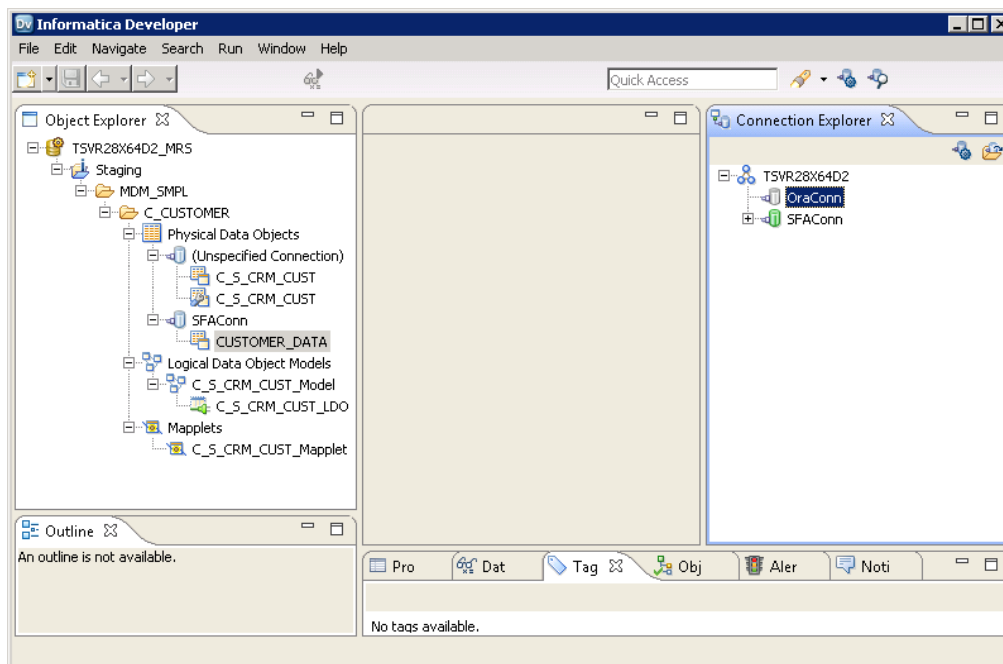 Informatica Developer
File Edit Navigate Search Run Window Help
Quick Access
Object Explorer
TSVR28X64D2_MRS
Staging
MDM_SMPL
C_CUSTOMER
Physical Data Objects
(Unspecified Connection)
C_S_CRM_CUST
C_S_CRM_CUST
SFAConn
CUSTOMER_DATA
Logical Data Object Models
C_S_CRM_CUST_Model
C_S_CRM_CUST_LDO
Mapplets
C_S_CRM_CUST_Mapplet
Connection Explorer
TSVR28X64D2
OraConn
SFAConn
Outline
An outline is not available.
Pro Dat Tag Obj Aler Noti
No tags available.